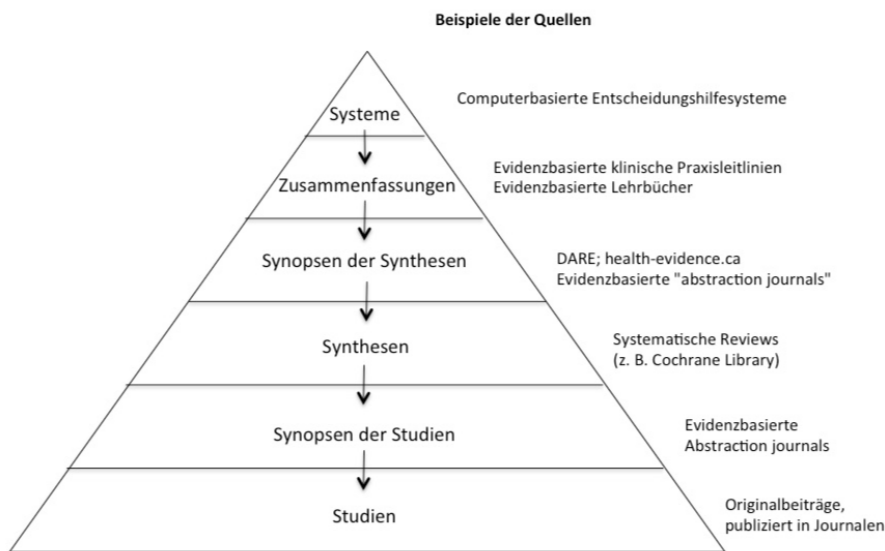 Beispiele der Quellen
Systeme
Computerbasierte Entscheidungshilfesysteme
Zusammenfassungen
Evidenzbasierte klinische Praxisleitlinien
Evidenzbasierte Lehrbücher
Synopsen der Synthesen
DARE; health-evidence.ca
Evidenzbasierte "abstraction journals"
Synthesen
Systematische Reviews
(z. B. Cochrane Library)
Synopsen der Studien
Evidenzbasierte
Abstraction journals
Studien
Originalbeiträge,
publiziert in Journalen